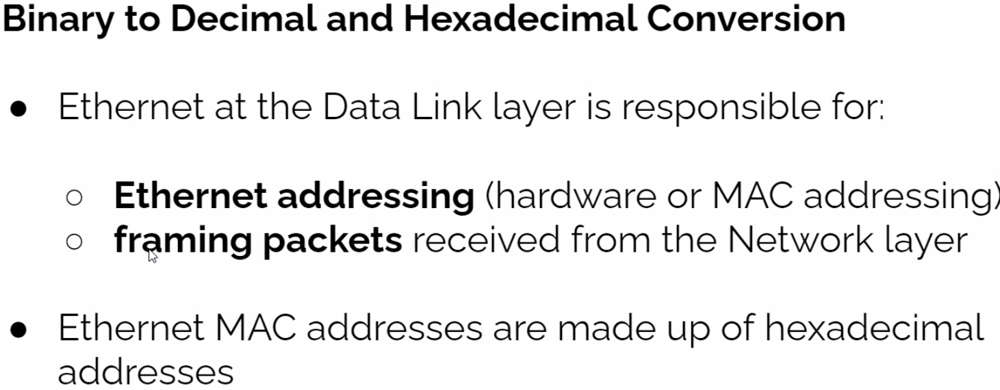 Binary to Decimal and Hexadecimal Conversion
● Ethernet at the Data Link layer is responsible for:
○ Ethernet addressing (hardware or MAC addressing)
○ framing packets received from the Network layer
● Ethernet MAC addresses are made up of hexadecimal
addresses